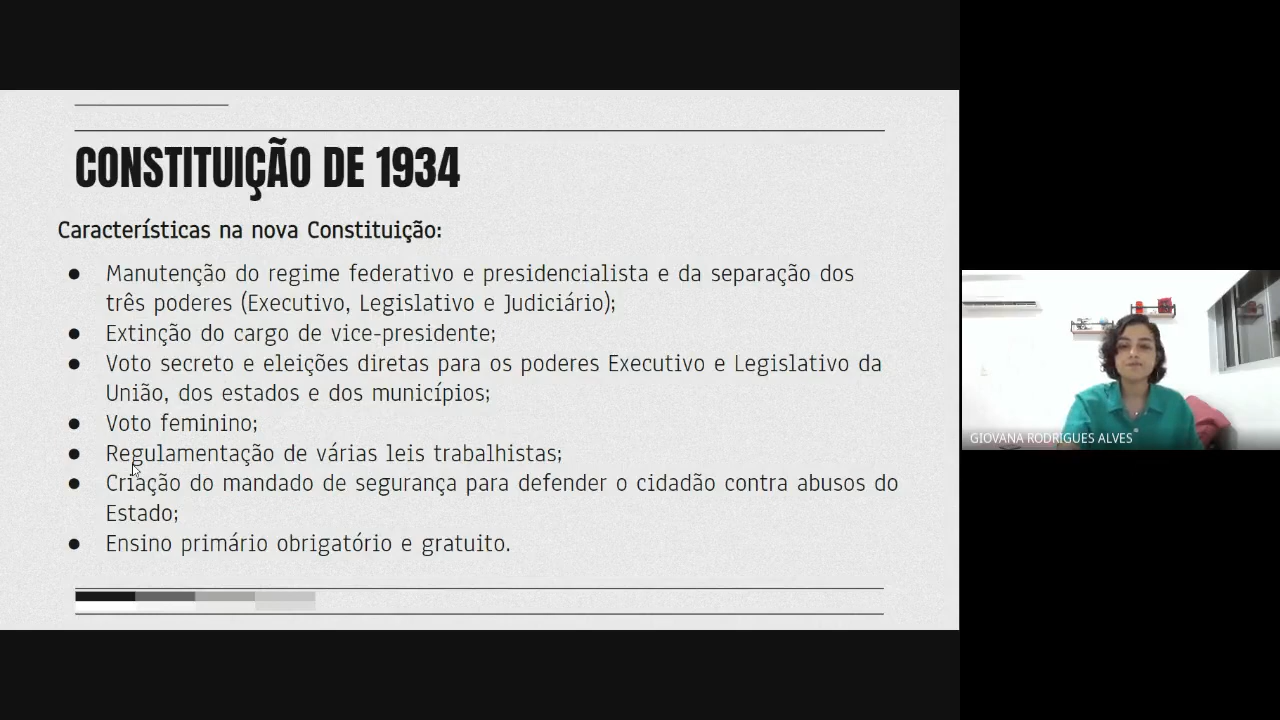 CONSTITUIÇÃO DE 1934
Características na nova Constituição:
● Manutenção do regime federativo e presidencialista e da separação dos
três poderes (Executivo, Legislativo e Judiciário);
● Extinção do cargo de vice-presidente;
● Voto secreto e eleições diretas para os poderes Executivo e Legislativo da
União, dos estados e dos municípios;
● Voto feminino;
● Regulamentação de várias leis trabalhistas;
● Criação do mandado de segurança para defender o cidadão contra abusos do
Estado;
● Ensino primário obrigatório e gratuito.
GIOVANA RODRIGUES ALVES